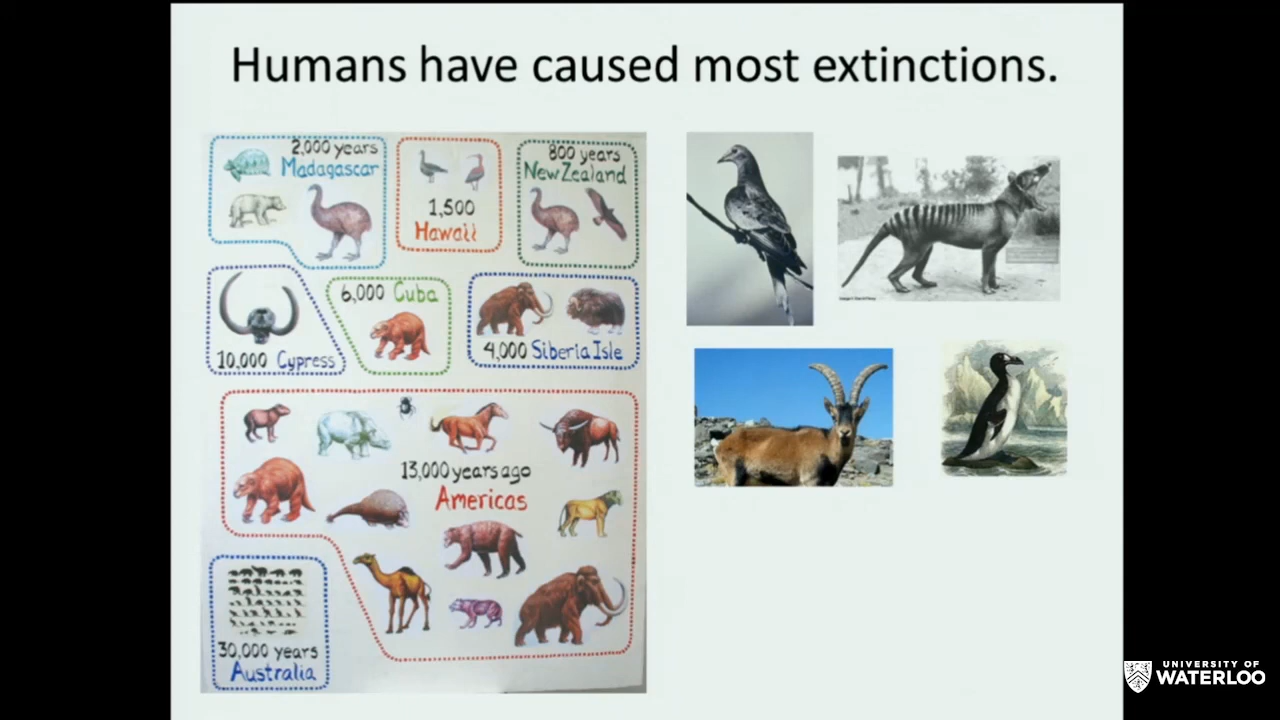 Humans have caused most extinctions.
2,000 years
Madagascar
1,500
Hawaii
800 years
New Zealand
10,000 Cypress
6,000 Cuba
4,000 Siberia Isle
13,000 years ago
Americas
30,000 years
Australia
UNIVERSITY OF
WATERLOO